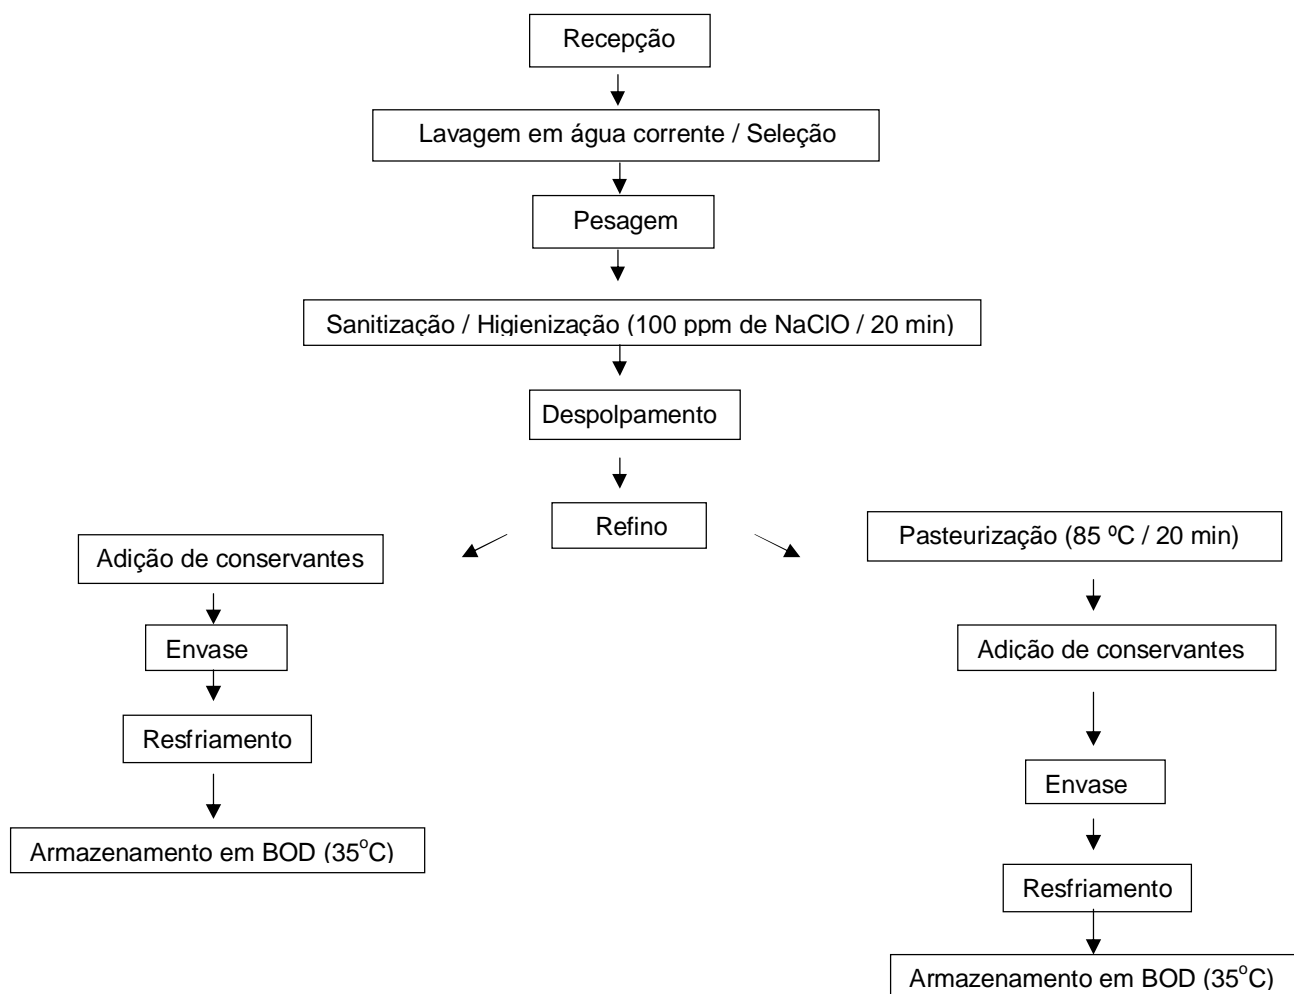 Recepção
Lavagem em água corrente / Seleção
Pesagem
Sanitização / Higienização (100 ppm de NaClO / 20 min)
Despolpamento
Refino
Adição de conservantes
Envase
Resfriamento
Armazenamento em BOD (35°C)
Pasteurização (85 ºC / 20 min)
Adição de conservantes
Envase
Resfriamento
Armazenamento em BOD (35°C)